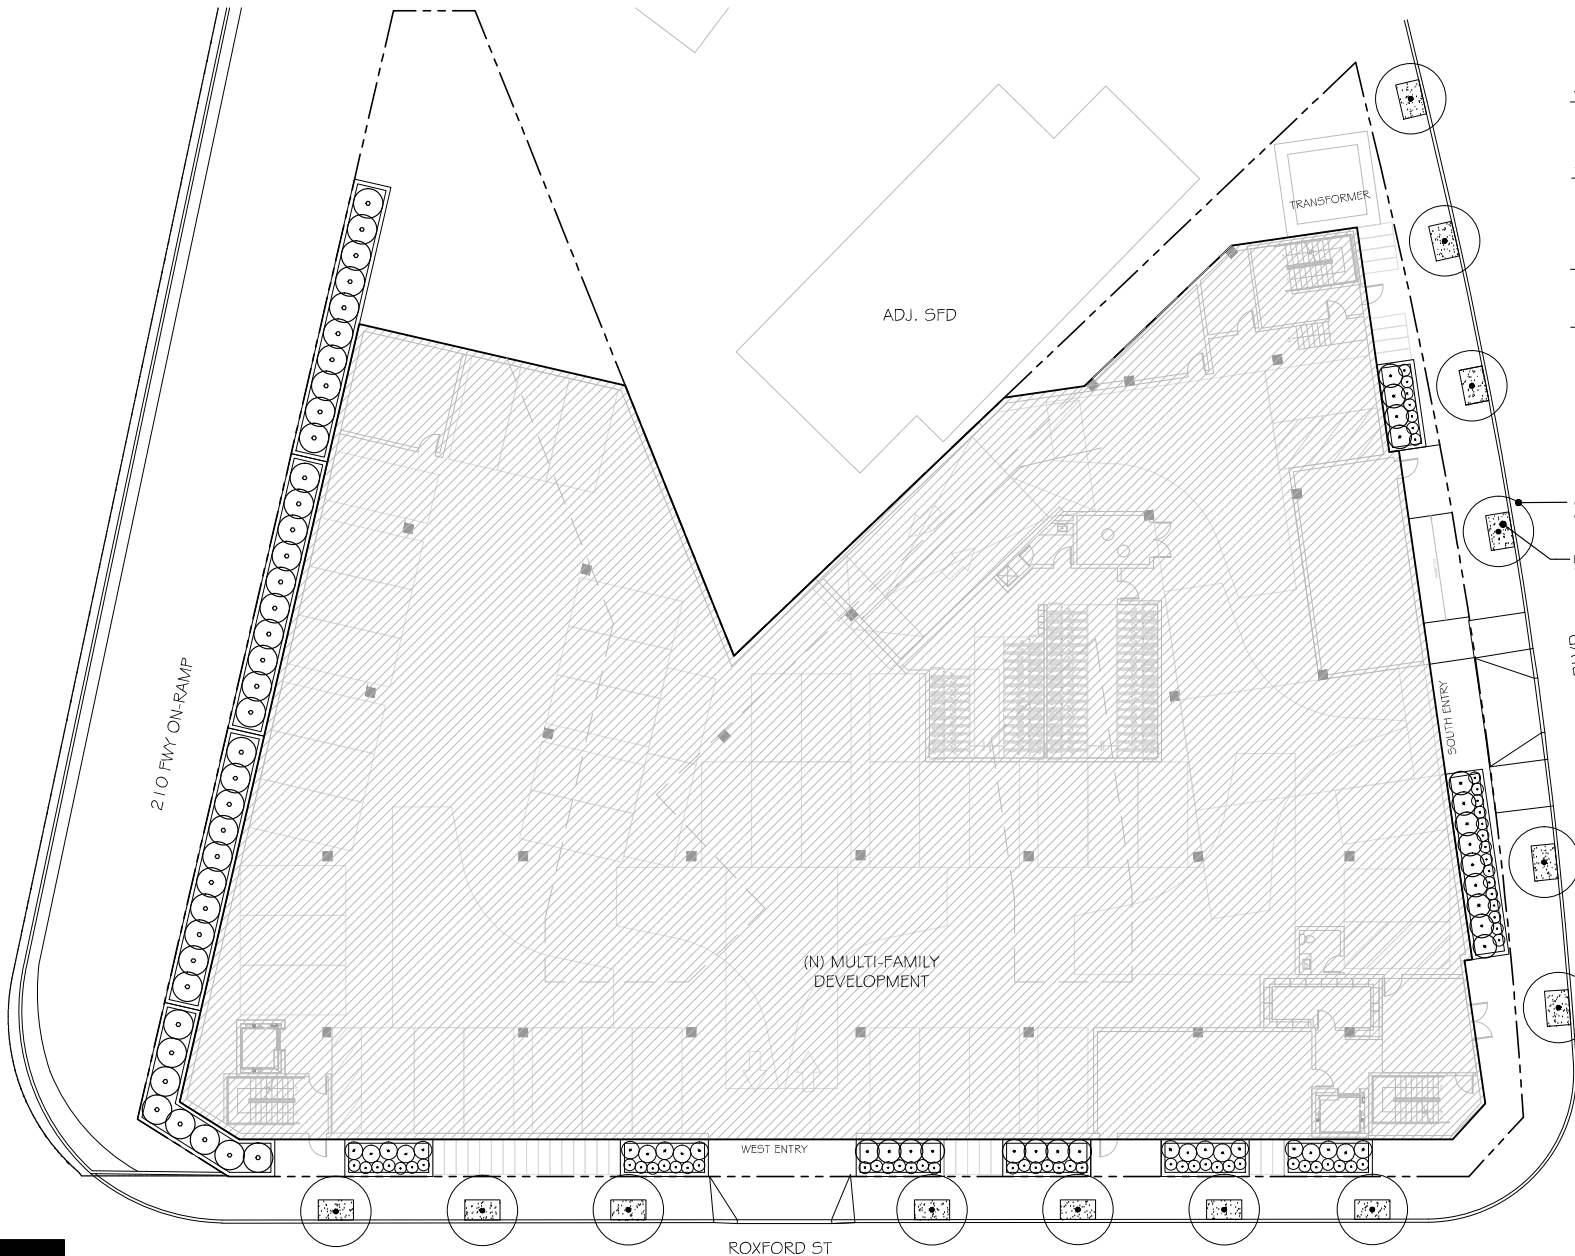 TRANSFORMER
ADJ. SFD
210 FWY ON-RAMP
SOUTH ENTRY
(N) MULTI-FAMILY
DEVELOPMENT
WEST ENTRY
ROXFORD ST